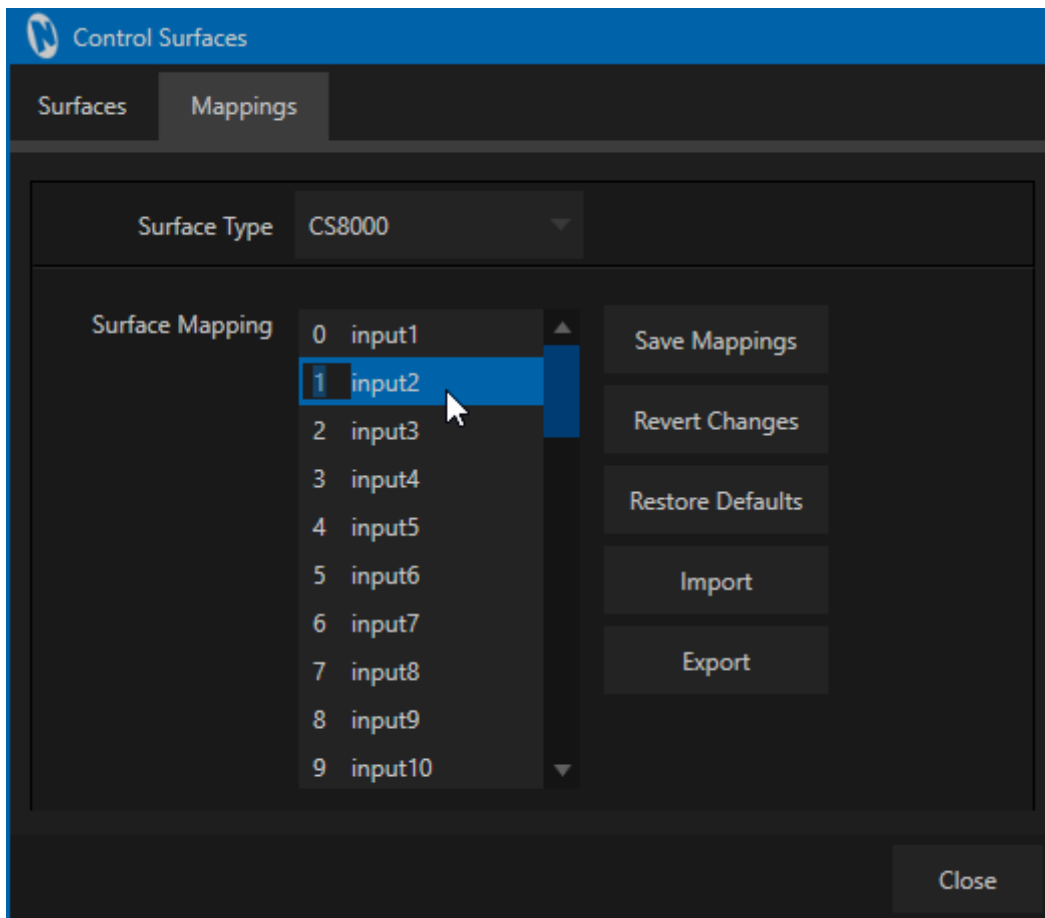 Control Surfaces
Surfaces Mappings
Surface Type CS8000
Surface Mapping
0 input1
1 input2
2 input3
3 input4
4 input5
5 input6
6 input7
7 input8
8 input9
9 input10
Save Mappings
Revert Changes
Restore Defaults
Import
Export
Close